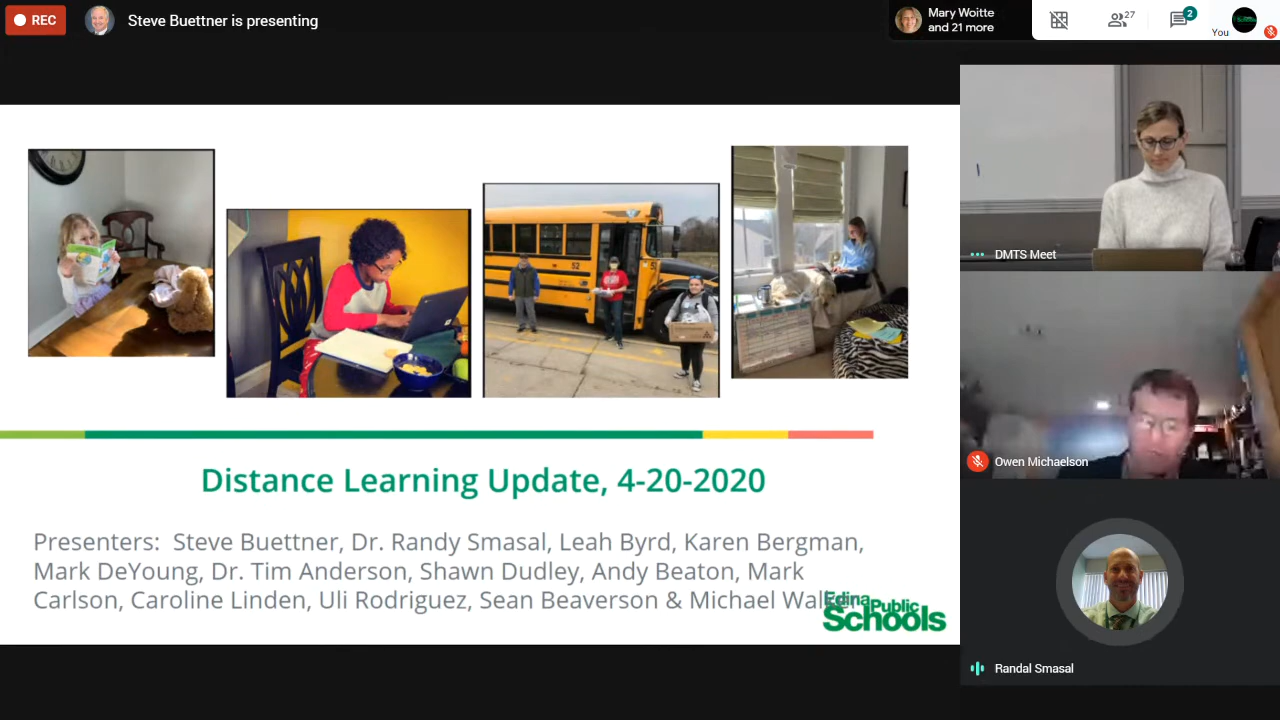 REC
Steve Buettner is presenting
Mary Woitte
and 21 more
27
2
You
DMTS Meet
Owen Michaelson
Randal Smasal
52
Distance Learning Update, 4-20-2020
Presenters: Steve Buettner, Dr. Randy Smasal, Leah Byrd, Karen Bergman,
Mark DeYoung, Dr. Tim Anderson, Shawn Dudley, Andy Beaton, Mark
Carlson, Caroline Linden, Uli Rodriguez, Sean Beaverson & Michael
Edina Public
Schools